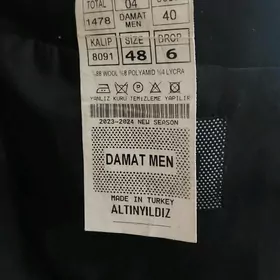 TOTAL 04
1478 DAMAT MEN 40
KALIP SIZE DROP
8091 48 6
%88 WOOL %8 POLYAMID %4 LYCRA
YANLIZ KURU TEMIZLEME YAPILIR
2023-2024 NEW SEASON
DAMAT MEN
MADE IN TURKEY
ALTINYILDIZ